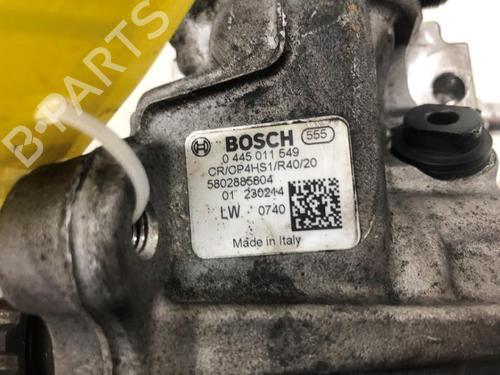 BOSCH 555
0 445 011 549
CR/CP4HS1/R40/20
5802885804
01 230214
LW 0740
Made in Italy
B-PARTS